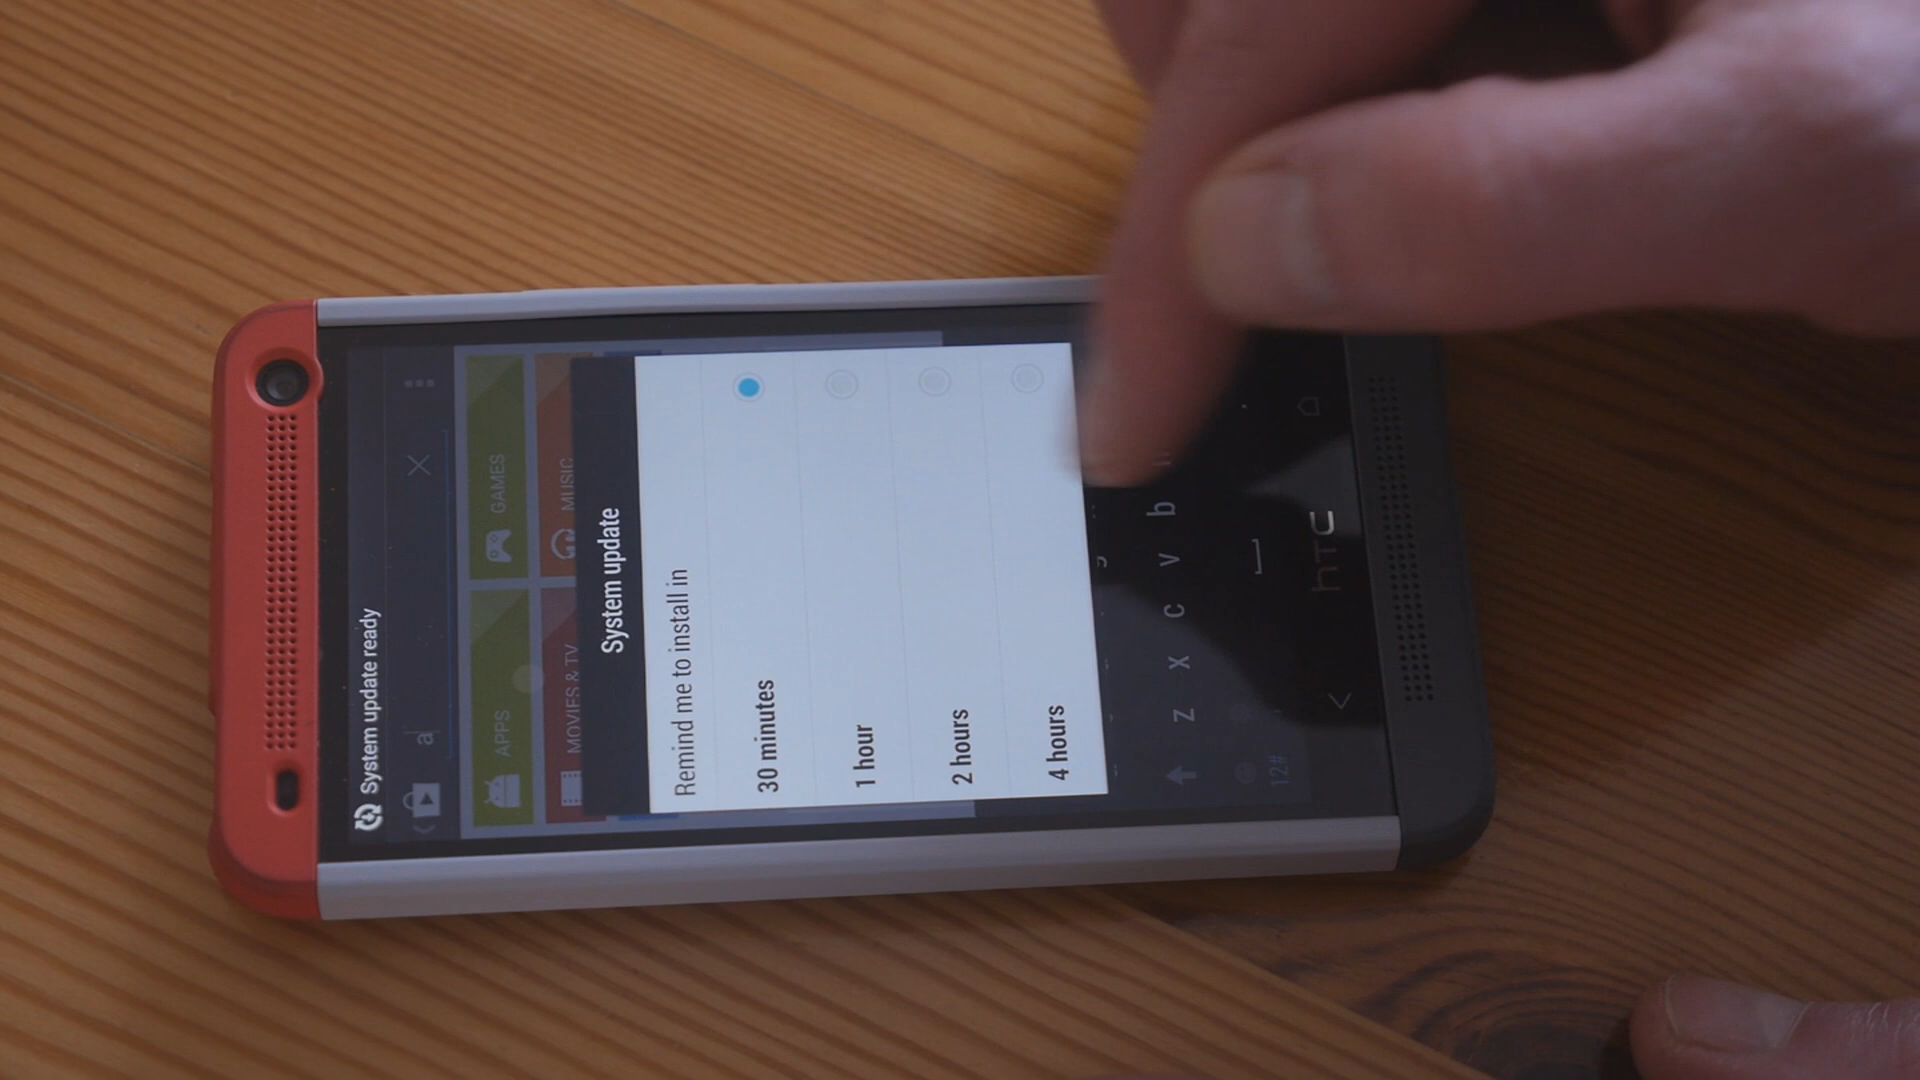 System update ready
a
APPS
GAMES
MOVIES & TV
MUSIC
System update
Remind me to install in
30 minutes
1 hour
2 hours
4 hours
z x c v b
12#
hTC